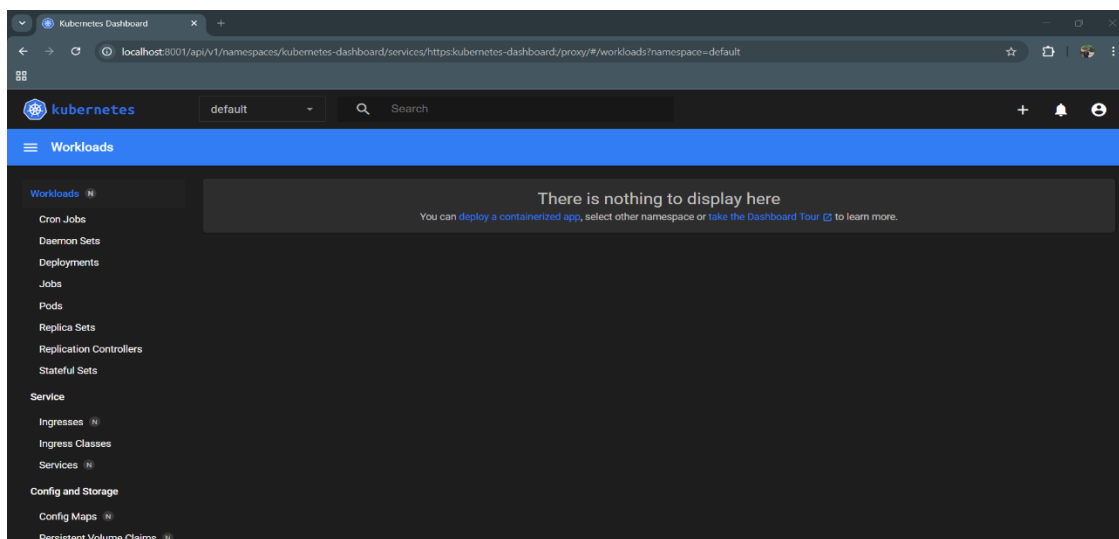 Kubernetes Dashboard
localhost:8001/api/v1/namespaces/kubernetes-dashboard/services/https:kubernetes-dashboard:/proxy/#/workloads?namespace=default
kubernetes
default
Search
Workloads
Workloads N
There is nothing to display here
You can deploy a containerized app, select other namespace or take the Dashboard Tour to learn more.
Cron Jobs
Daemon Sets
Deployments
Jobs
Pods
Replica Sets
Replication Controllers
Stateful Sets
Service
Ingresses N
Ingress Classes
Services N
Config and Storage
Config Maps N
Persistent Volume Claims N